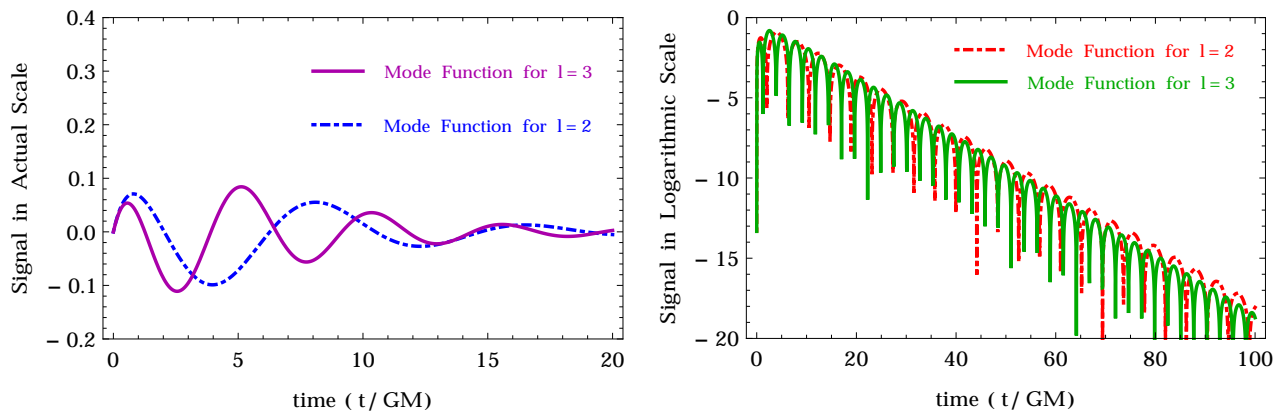 0.4
0.3
0.2
0.1
0.0
− 0.1
− 0.2
Signal in Actual Scale
Mode Function for l = 3
Mode Function for l = 2
0 5 10 15 20
time ( t / GM)
0
− 5
− 10
− 15
− 20
Signal in Logarithmic Scale
Mode Function for l = 2
Mode Function for l = 3
0 20 40 60 80 100
time ( t / GM)